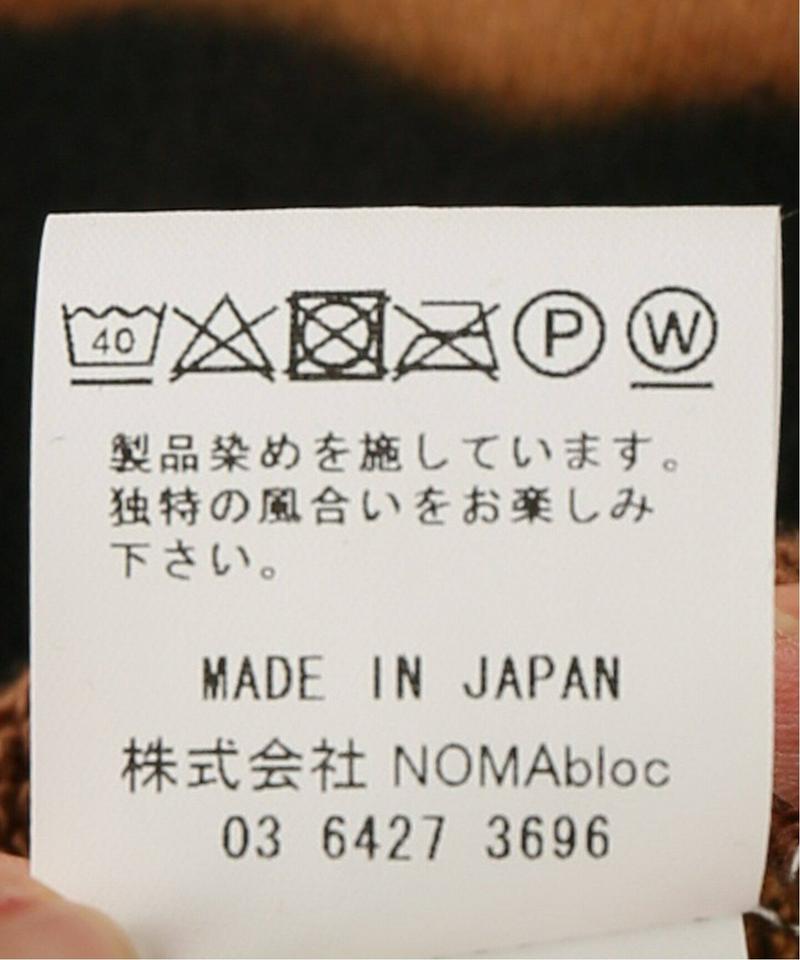 40 P W
製品染めを施しています。
独特の風合いをお楽しみ
下さい。
MADE IN JAPAN
株式会社 NOMAbloc
03 6427 3696